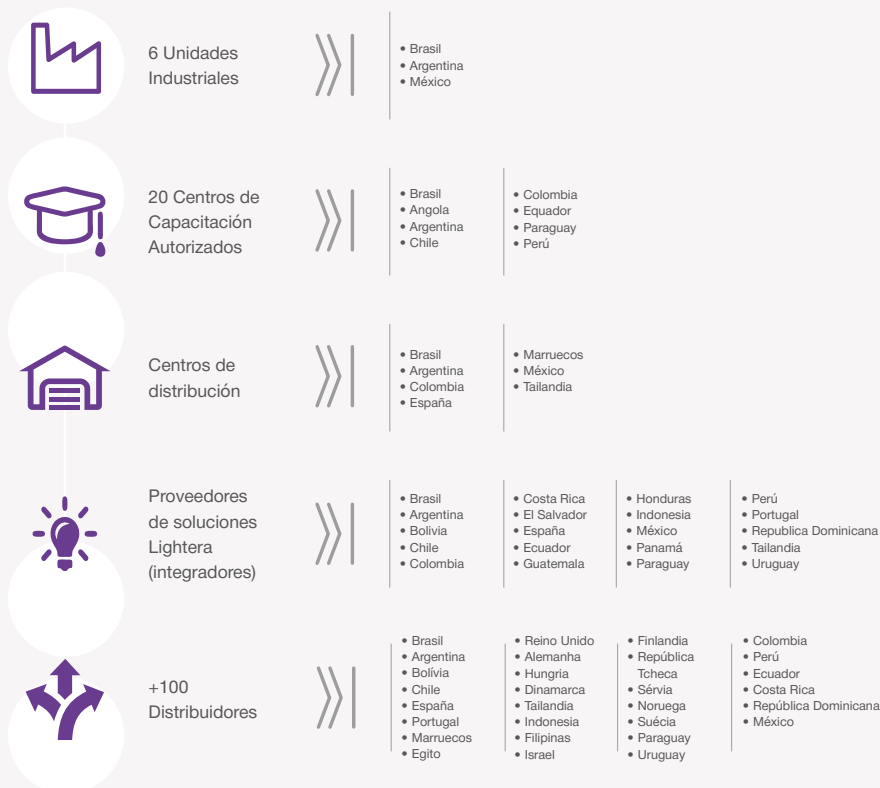 6 Unidades
Industriales
• Brasil
• Argentina
• México
20 Centros de
Capacitación
Autorizados
• Brasil
• Angola
• Argentina
• Chile
• Colombia
• Equador
• Paraguay
• Perú
Centros de
distribución
• Brasil
• Argentina
• Colombia
• España
• Marruecos
• México
• Tailandia
Proveedores
de soluciones
Lightera
(integradores)
• Brasil
• Argentina
• Bolivia
• Chile
• Colombia
• Costa Rica
• El Salvador
• España
• Ecuador
• Guatemala
• Honduras
• Indonesia
• México
• Panamá
• Paraguay
• Perú
• Portugal
• Republica Dominicana
• Tailandia
• Uruguay
+100
Distribuidores
• Brasil
• Argentina
• Bolívia
• Chile
• España
• Portugal
• Marruecos
• Egito
• Reino Unido
• Alemanha
• Hungria
• Dinamarca
• Tailandia
• Indonesia
• Filipinas
• Israel
• Finlandia
• República
Tcheca
• Sérvia
• Noruega
• Suécia
• Paraguay
• Uruguay
• Colombia
• Perú
• Ecuador
• Costa Rica
• República Dominicana
• México